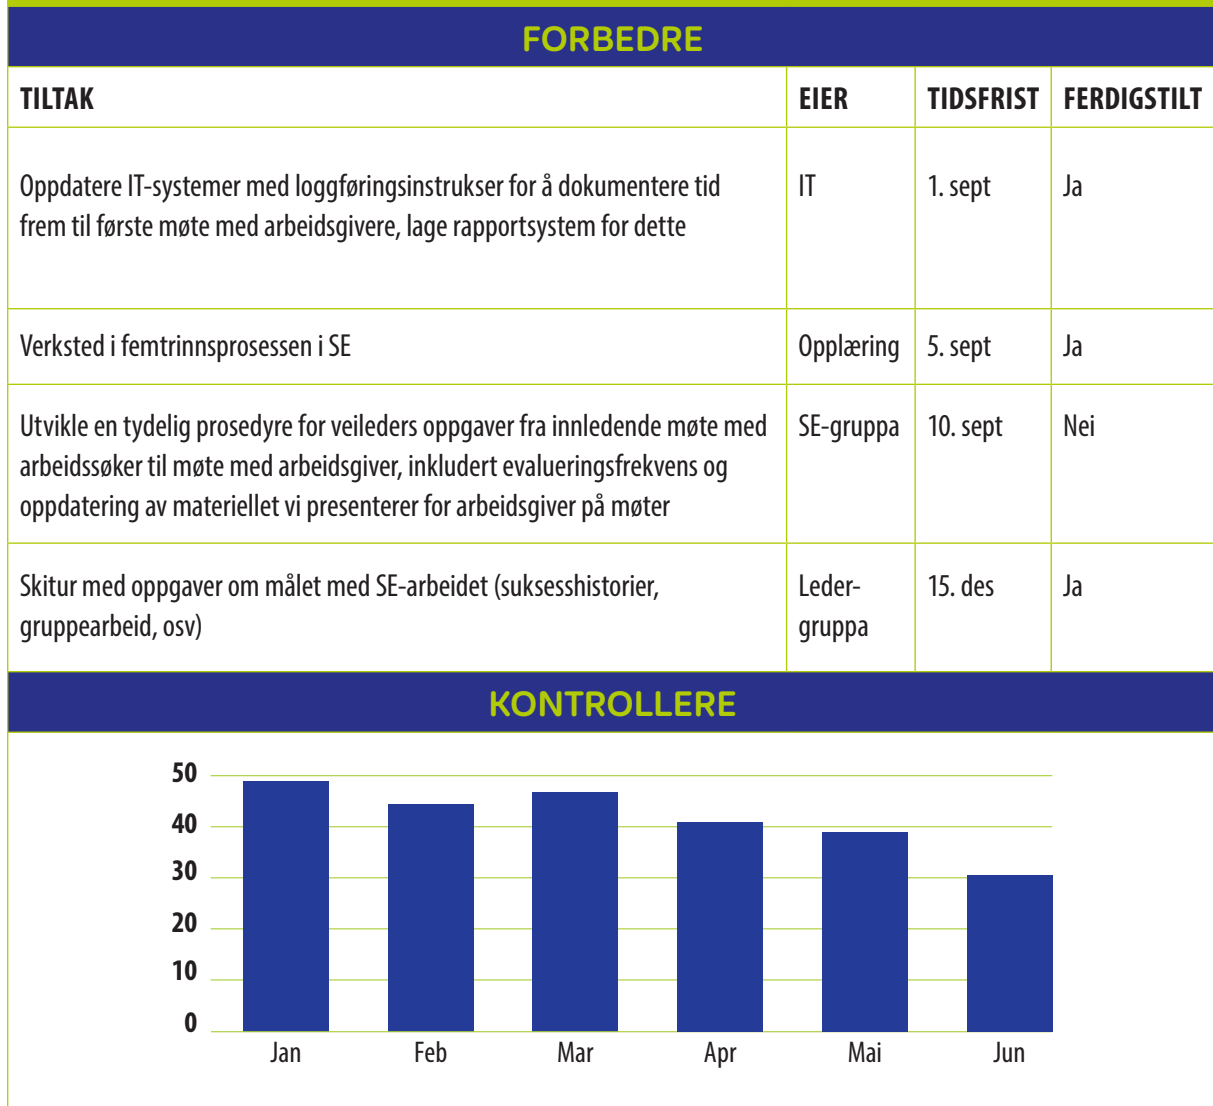 FORBEDRE
TILTAK EIER TIDSFRIST FERDIGSTILT
Oppdatere IT-systemer med loggføringsinstrukser for å dokumentere tid IT 1. sept Ja
frem til første møte med arbeidsgivere, lage rapportsystem for dette
Verksted i femtrinnsprosessen i SE Opplæring 5. sept Ja
Utvikle en tydelig prosedyre for veileders oppgaver fra innledende møte med SE-gruppa 10. sept Nei
arbeidssøker til møte med arbeidsgiver, inkludert evalueringsfrekvens og
oppdatering av materiellet vi presenterer for arbeidsgiver på møter
Skitur med oppgaver om målet med SE-arbeidet (suksesshistorier, Leder- 15. des Ja
gruppearbeid, osv) gruppa
KONTROLLERE
50
40
30
20
10
0
Jan Feb Mar Apr Mai Jun